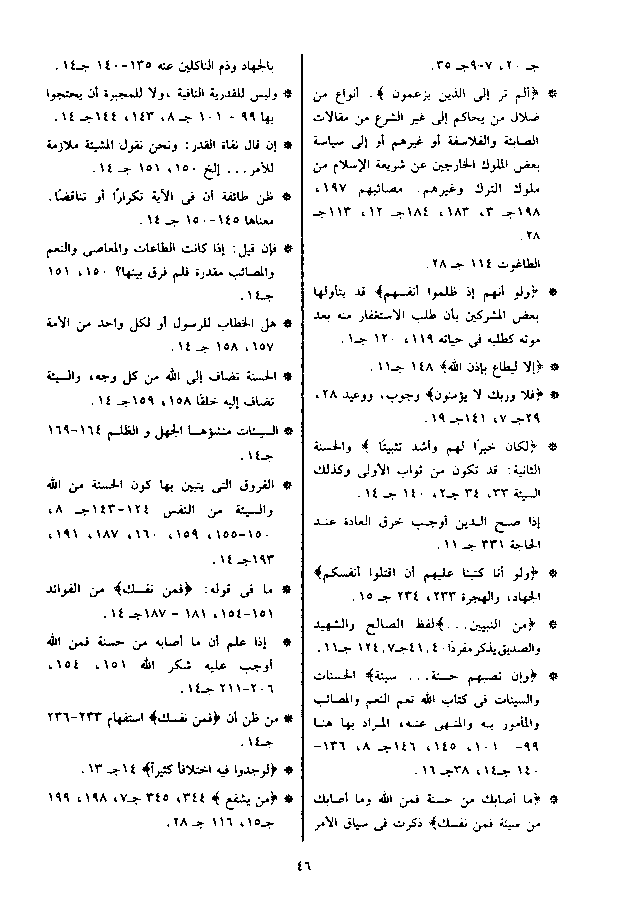 جـ ٢٠، ٧-٩جـ ٣٥.
* ﴿ألم تر إلى الذين يزعمون ﴾. أنواع من
ضلال من يحاكم إلى غير الشرع من مقالات
الصابئة والفلاسفة أو غيرهم أو إلى سياسة
بعض الملوك الخارجين عن شريعة الإسلام من
ملوك الترك وغيرهم. مصائبهم ١٩٧،
١٩٨جـ ٣، ١٨٣، ١٨٤جـ ١٢، ١١٣جـ
٢٨.
الطاغوت ١١٤ جـ ٢٨.
* ﴿ولو أنهم إذ ظلموا أنفسهم﴾ قد يتأولها
بعض المشركين بأن طلب الاستغفار منه بعد
موته كطلبه فى حياته ١١٩، ١٢٠ جـ١.
* ﴿إلا ليطاع بإذن الله﴾ ١٤٨ جـ١١.
* ﴿فلا وربك لا يؤمنون﴾ وجوب، ووعيد ٢٨،
٢٩جـ ٧، ١٤١جـ ١٩.
* ﴿لكان خيرًا لهم وأشد تثبيتًا ﴾ والحسنة
الثانية: قد تكون من ثواب الأولى وكذلك
السيئة ٣٣، ٣٤ جـ٢، ١٤٠ جـ ١٤.
إذا صح الدين أوجب خرق العادة عند
الحاجة ٣٣١ جـ ١١.
* ﴿ولو أنا كتبنا عليهم أن اقتلوا أنفسكم﴾
الجهاد، والهجرة ٢٣٣، ٢٣٤ جـ ١٥.
* ﴿من النبيين...﴾لفظ الصالح والشهيد
والصديق يذكر مفردًا ٤٠،٤١جـ٧، ١٢٤ جـ١١.
* ﴿وإن تصبهم حسنة... سيئة﴾ الحسنات
والسيئات فى كتاب الله تعم النعم والمصائب
والمأمور به والمنهى عنه، المراد بها هنا
٩٩- ١٠١، ١٤٥، ١٤٦جـ ٨، ١٣٦-
١٤٠ جـ١٤، ٣٨جـ ١٦.
* ﴿ما أصابك من حسنة فمن الله وما أصابك
من سيئة فمن نفسك﴾ ذكرت فى سياق الأمر
بالجهاد وذم الناكلين عنه ١٣٥-١٤٠ جـ١٤.
* وليس للقدرية النافية ،ولا للمجبرة أن يحتجوا
بها ٩٩ - ١٠١ جـ ٨، ١٤٣، ١٤٤ جـ ١٤.
* إن قال نفاة القدر: ونحن نقول المشيئة ملازمة
للأمر... إلخ ١٥٠، ١٥١ جـ ١٤.
* ظن طائفة أن فى الآية تكرارًا أو تناقضًا.
معناها ١٤٥-١٥٠ جـ ١٤.
* فإن قيل: إذا كانت الطاعات والمعاصى والنعم
والمصائب مقدرة فلم فرق بينها؟ ١٥٠، ١٥١
جـ١٤.
* هل الخطاب للرسول أو لكل واحد من الأمة
١٥٧، ١٥٨ جـ ١٤.
* الحسنة تضاف إلى الله من كل وجه، والسيئة
تضاف إليه خلقًا ١٥٨، ١٥٩جـ ١٤.
* السيئات منشؤها الجهل و الظلم ١٦٤-١٦٩
جـ١٤.
* الفروق التى يتبين بها كون الحسنة من الله
والسيئة من النفس ١٢٤-١٤٣جـ ٨،
١٥٠-١٥٥، ١٥٩، ١٦٠، ١٨٧، ١٩١،
١٩٣جـ ١٤.
* ما فى قوله: ﴿فمن نفسك﴾ من الفوائد
١٥١-١٥٤، ١٨١ - ١٨٧جـ ١٤.
* إذا علم أن ما أصابه من حسنة فمن الله
أوجب عليه شكر الله ١٥١، ١٥٤،
٢٠٦-٢١١ جـ١٤.
* من ظن أن ﴿فمن نفسك﴾ استفهام ٢٣٣-٢٣٦
جـ١٤.
* ﴿لوجدوا فيه اختلافًا كثيراً﴾ ١٤جـ ١٣.
* ﴿من يشفع ﴾ ٣٤٤، ٣٤٥ جـ٧، ١٩٨، ١٩٩
جـ١٥، ١١٦ جـ ٢٨.
٤٦